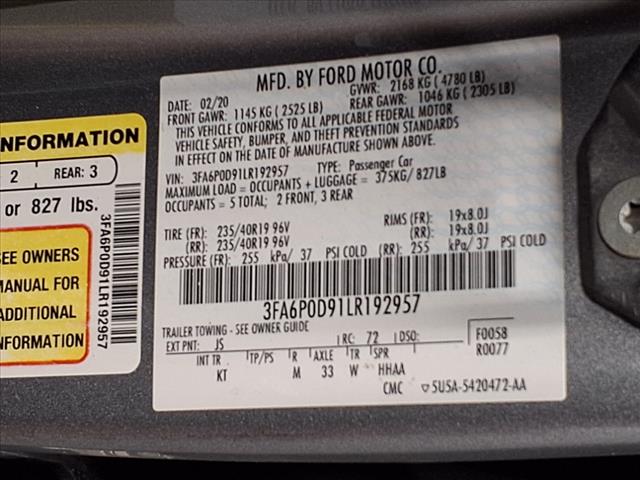 MFD. BY FORD MOTOR CO.
DATE: 02/20 GVWR: 2168 KG ( 4780 LB)
FRONT GAWR: 1145 KG ( 2525 LB) REAR GAWR: 1046 KG ( 2305 LB)
THIS VEHICLE CONFORMS TO ALL APPLICABLE FEDERAL MOTOR
VEHICLE SAFETY, BUMPER, AND THEFT PREVENTION STANDARDS
IN EFFECT ON THE DATE OF MANUFACTURE SHOWN ABOVE.
VIN: 3FA6P0D91LR192957 TYPE: Passenger Car
MAXIMUM LOAD = OCCUPANTS + LUGGAGE = 375KG/ 827LB
OCCUPANTS = 5 TOTAL; 2 FRONT, 3 REAR
TIRE (FR): 235/40R19 96V RIMS (FR): 19x8.0J
(RR): 235/40R19 96V (RR): 19x8.0J
PRESSURE (FR): 255 kPa/ 37 PSI COLD (RR): 255 kPa/ 37 PSI COLD
3FA6P0D91LR192957
TRAILER TOWING - SEE OWNER GUIDE
EXT PNT: JS RC: 72 DSO: F0058
INT TR TP/PS R AXLE TR SPR R0077
KT M 33 W HHAA
CMC 5USA-5420472-AA
INFORMATION
2 REAR: 3
or 827 lbs.
SEE OWNERS
MANUAL FOR
ADDITIONAL
INFORMATION
3FA6P0D91LR192957